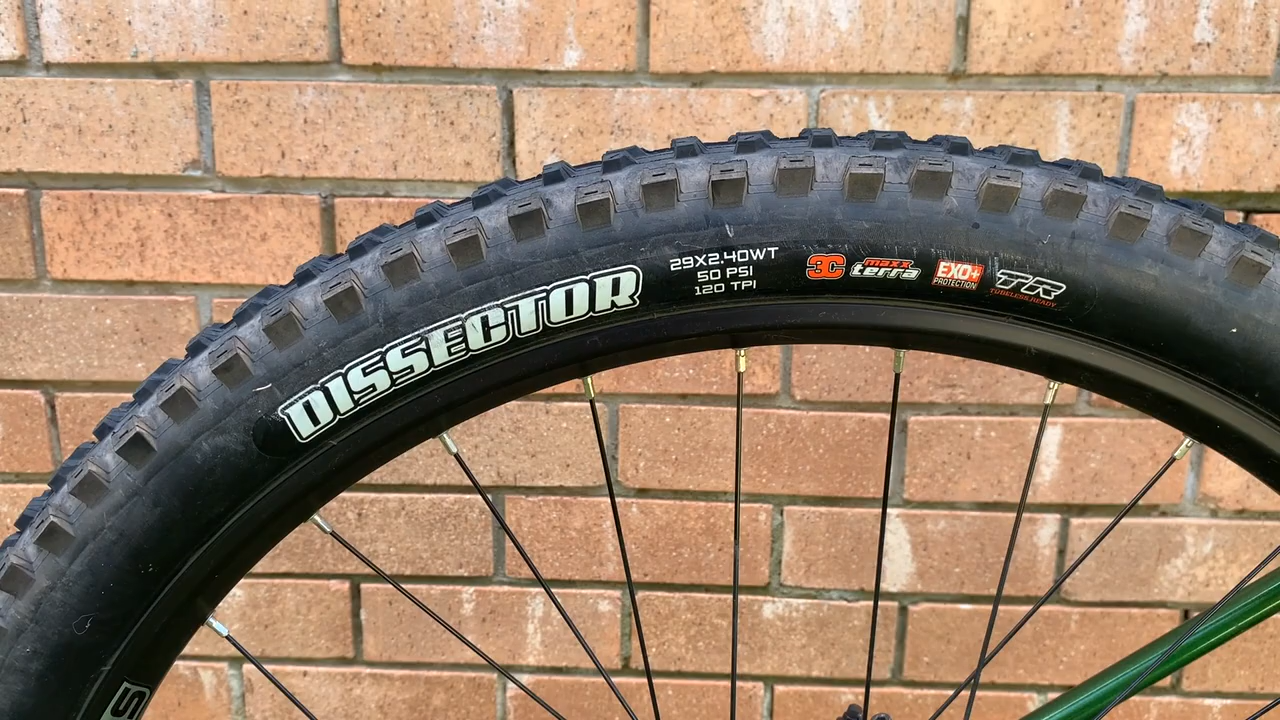 DISSECTOR
29X2.40WT
50 PSI
120 TPI
3C maxx terra
EXO+ PROTECTION
TR
TUBELESS READY
S